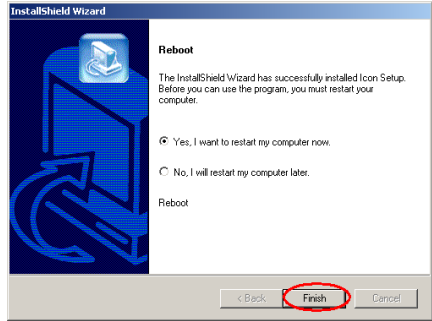 InstallShield Wizard
Reboot
The InstallShield Wizard has successfully installed Icon Setup.
Before you can use the program, you must restart your
computer.
Yes, I want to restart my computer now.
No, I will restart my computer later.
Reboot
< Back Finish Cancel